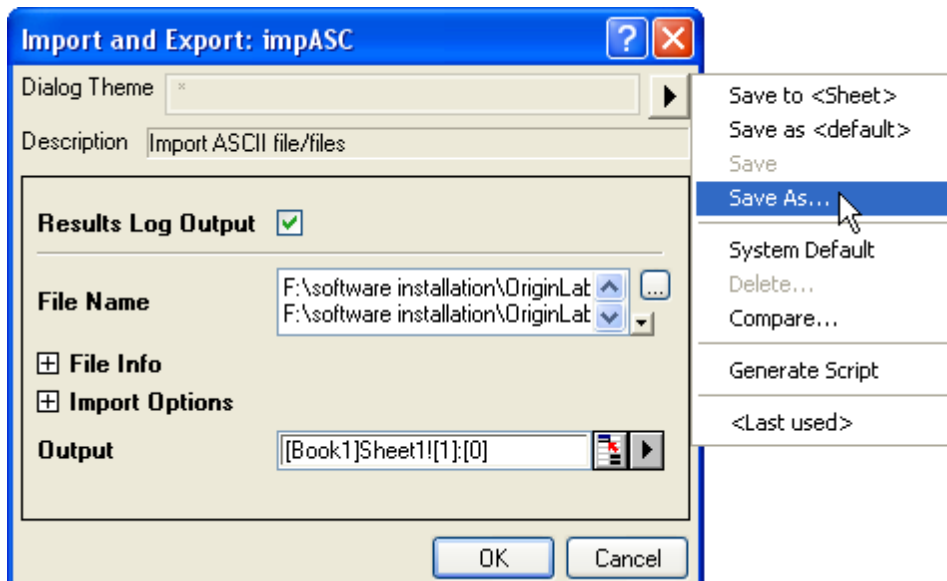 Import and Export: impASC
Dialog Theme *
Description Import ASCII file/files
Results Log Output
File Name
F:\software installation\OriginLab
F:\software installation\OriginLab
...
File Info
Import Options
Output [Book1]Sheet1![1]:[0]
OK Cancel
Save to <Sheet>
Save as <default>
Save
Save As...
System Default
Delete...
Compare...
Generate Script
<Last used>